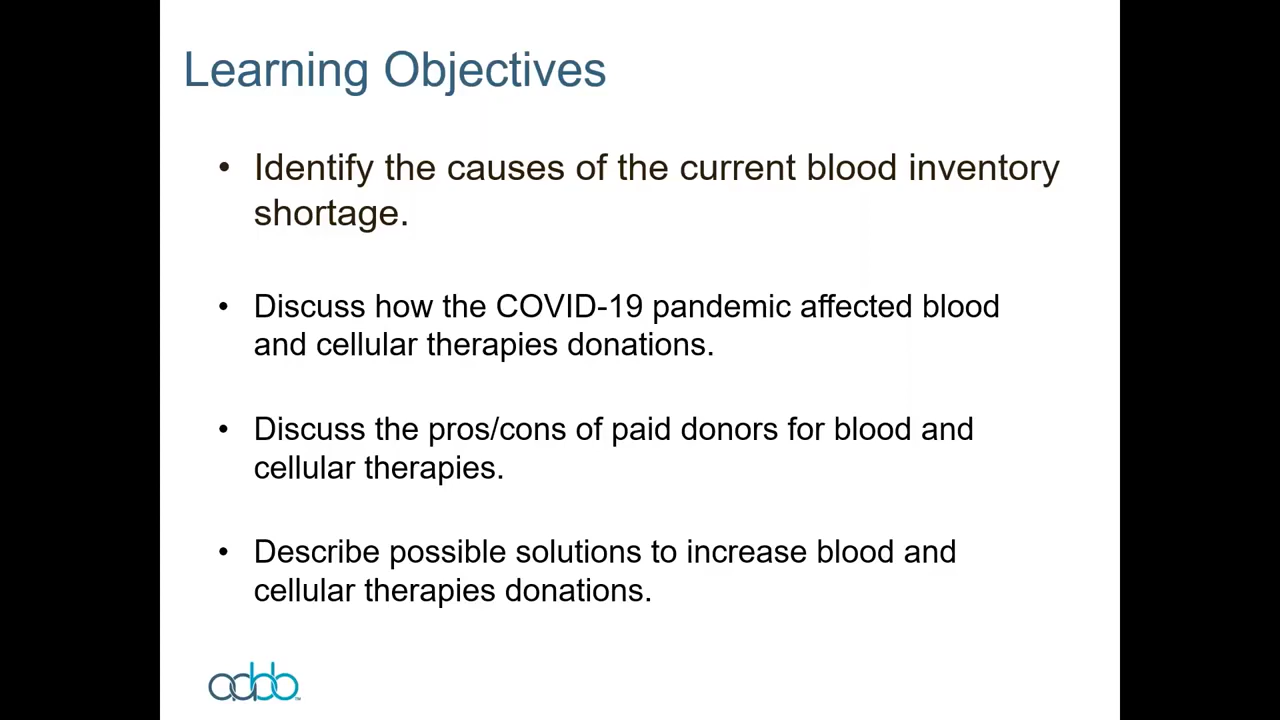 Learning Objectives
• Identify the causes of the current blood inventory
shortage.
• Discuss how the COVID-19 pandemic affected blood
and cellular therapies donations.
• Discuss the pros/cons of paid donors for blood and
cellular therapies.
• Describe possible solutions to increase blood and
cellular therapies donations.
aabb™